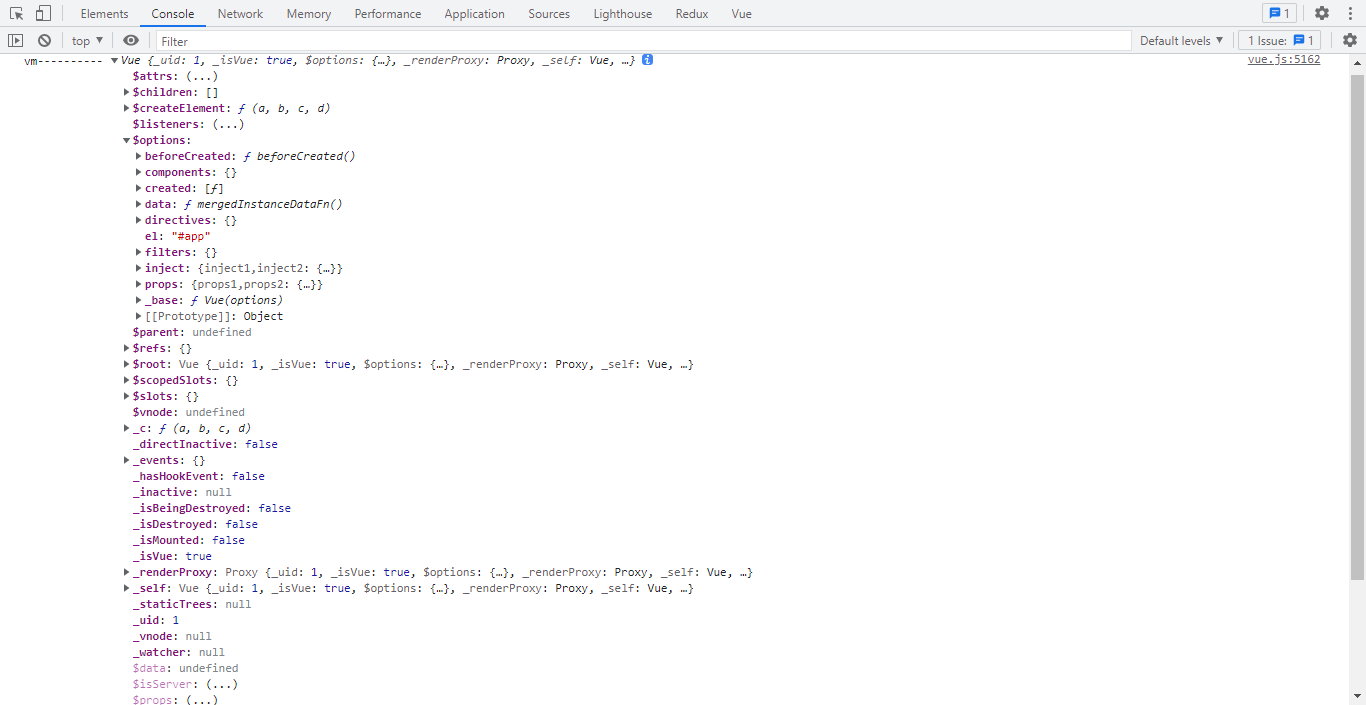 Elements Console Network Memory Performance Application Sources Lighthouse Redux Vue 1
top ▼ Filter Default levels ▼ 1 Issue: 1
vm---------- ▼Vue {_uid: 1, _isVue: true, $options: {…}, _renderProxy: Proxy, _self: Vue, …} i vue.js:5162
$attrs: (...)
▶$children: []
▶$createElement: ƒ (a, b, c, d)
$listeners: (...)
▼$options:
▶beforeCreated: ƒ beforeCreated()
▶components: {}
▶created: [ƒ]
▶data: ƒ mergedInstanceDataFn()
▶directives: {}
el: "#app"
▶filters: {}
▶inject: {inject1,inject2: {…}}
▶props: {props1,props2: {…}}
▶_base: ƒ Vue(options)
▶[[Prototype]]: Object
$parent: undefined
▶$refs: {}
▶$root: Vue {_uid: 1, _isVue: true, $options: {…}, _renderProxy: Proxy, _self: Vue, …}
▶$scopedSlots: {}
▶$slots: {}
$vnode: undefined
▶_c: ƒ (a, b, c, d)
_directInactive: false
▶_events: {}
_hasHookEvent: false
_inactive: null
_isBeingDestroyed: false
_isDestroyed: false
_isMounted: false
_isVue: true
▶_renderProxy: Proxy {_uid: 1, _isVue: true, $options: {…}, _renderProxy: Proxy, _self: Vue, …}
▶_self: Vue {_uid: 1, _isVue: true, $options: {…}, _renderProxy: Proxy, _self: Vue, …}
_staticTrees: null
_uid: 1
_vnode: null
_watcher: null
$data: undefined
$isServer: (...)
$props: (...)